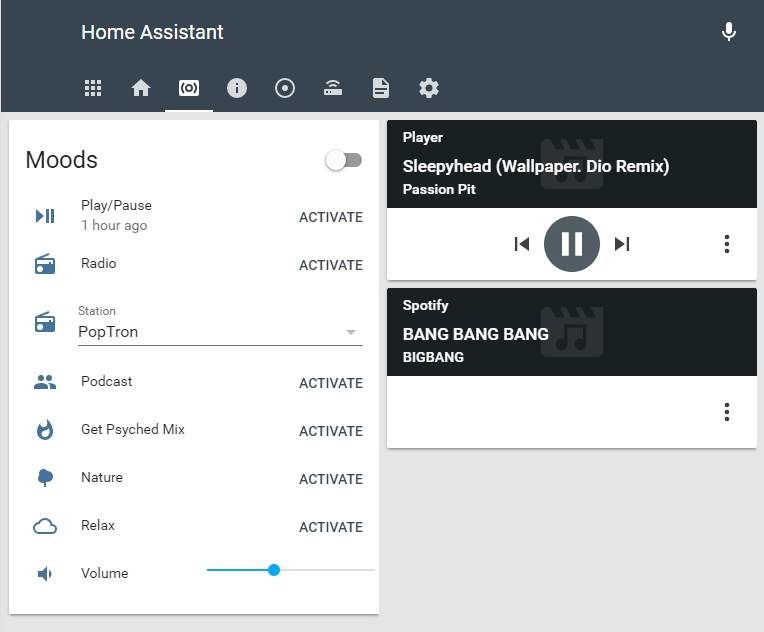 Home Assistant
Moods
Play/Pause
1 hour ago
ACTIVATE
Radio
ACTIVATE
Station
PopTron
Podcast
ACTIVATE
Get Psyched Mix
ACTIVATE
Nature
ACTIVATE
Relax
ACTIVATE
Volume
Player
Sleepyhead (Wallpaper. Dio Remix)
Passion Pit
Spotify
BANG BANG BANG
BIGBANG